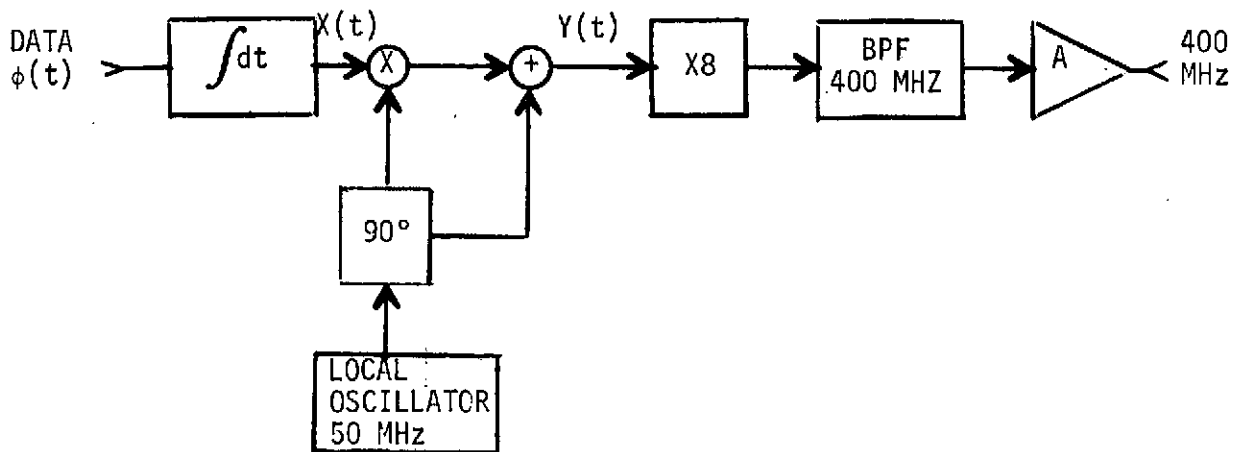 DATA
φ(t)
∫dt
X(t)
X
+
Y(t)
X8
BPF
400 MHZ
A
400
MHz
90°
LOCAL
OSCILLATOR
50 MHz